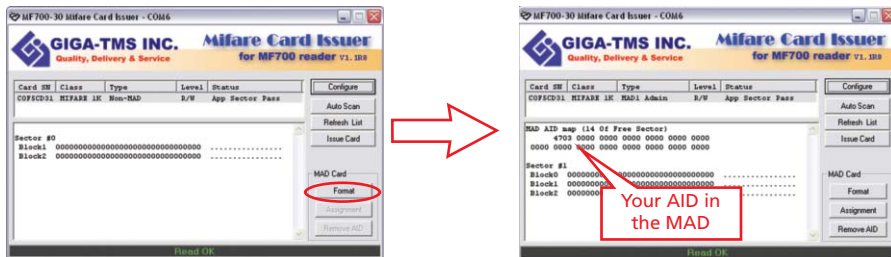 MF700-30 Mifare Card Issuer - COM6
GIGA-TMS INC.
Quality, Delivery & Service
Mifare Card Issuer
for MF700 reader V1.1R8
Card SN Class Type Level Status
C0F5CD31 MIFARE 1K Non-MAD R/W App Sector Pass
Sector #0
Block1 00000000000000000000000000000000 ................
Block2 00000000000000000000000000000000 ................
Configure
Auto Scan
Refresh List
Issue Card
MAD Card
Format
Assignment
Remove AID
Read OK
MF700-30 Mifare Card Issuer - COM6
GIGA-TMS INC.
Quality, Delivery & Service
Mifare Card Issuer
for MF700 reader V1.1R8
Card SN Class Type Level Status
C0F5CD31 MIFARE 1K MAD1 Admin R/W App Sector Pass
MAD AID map (14 Of Free Sector)
4703 0000 0000 0000 0000 0000 0000
0000 0000 0000 0000 0000 0000 0000 0000
Sector #1
Block0 00000000000000000000000000000000 ................
Block1
Block2
Your AID in
the MAD
Configure
Auto Scan
Refresh List
Issue Card
MAD Card
Format
Assignment
Remove AID
Read OK